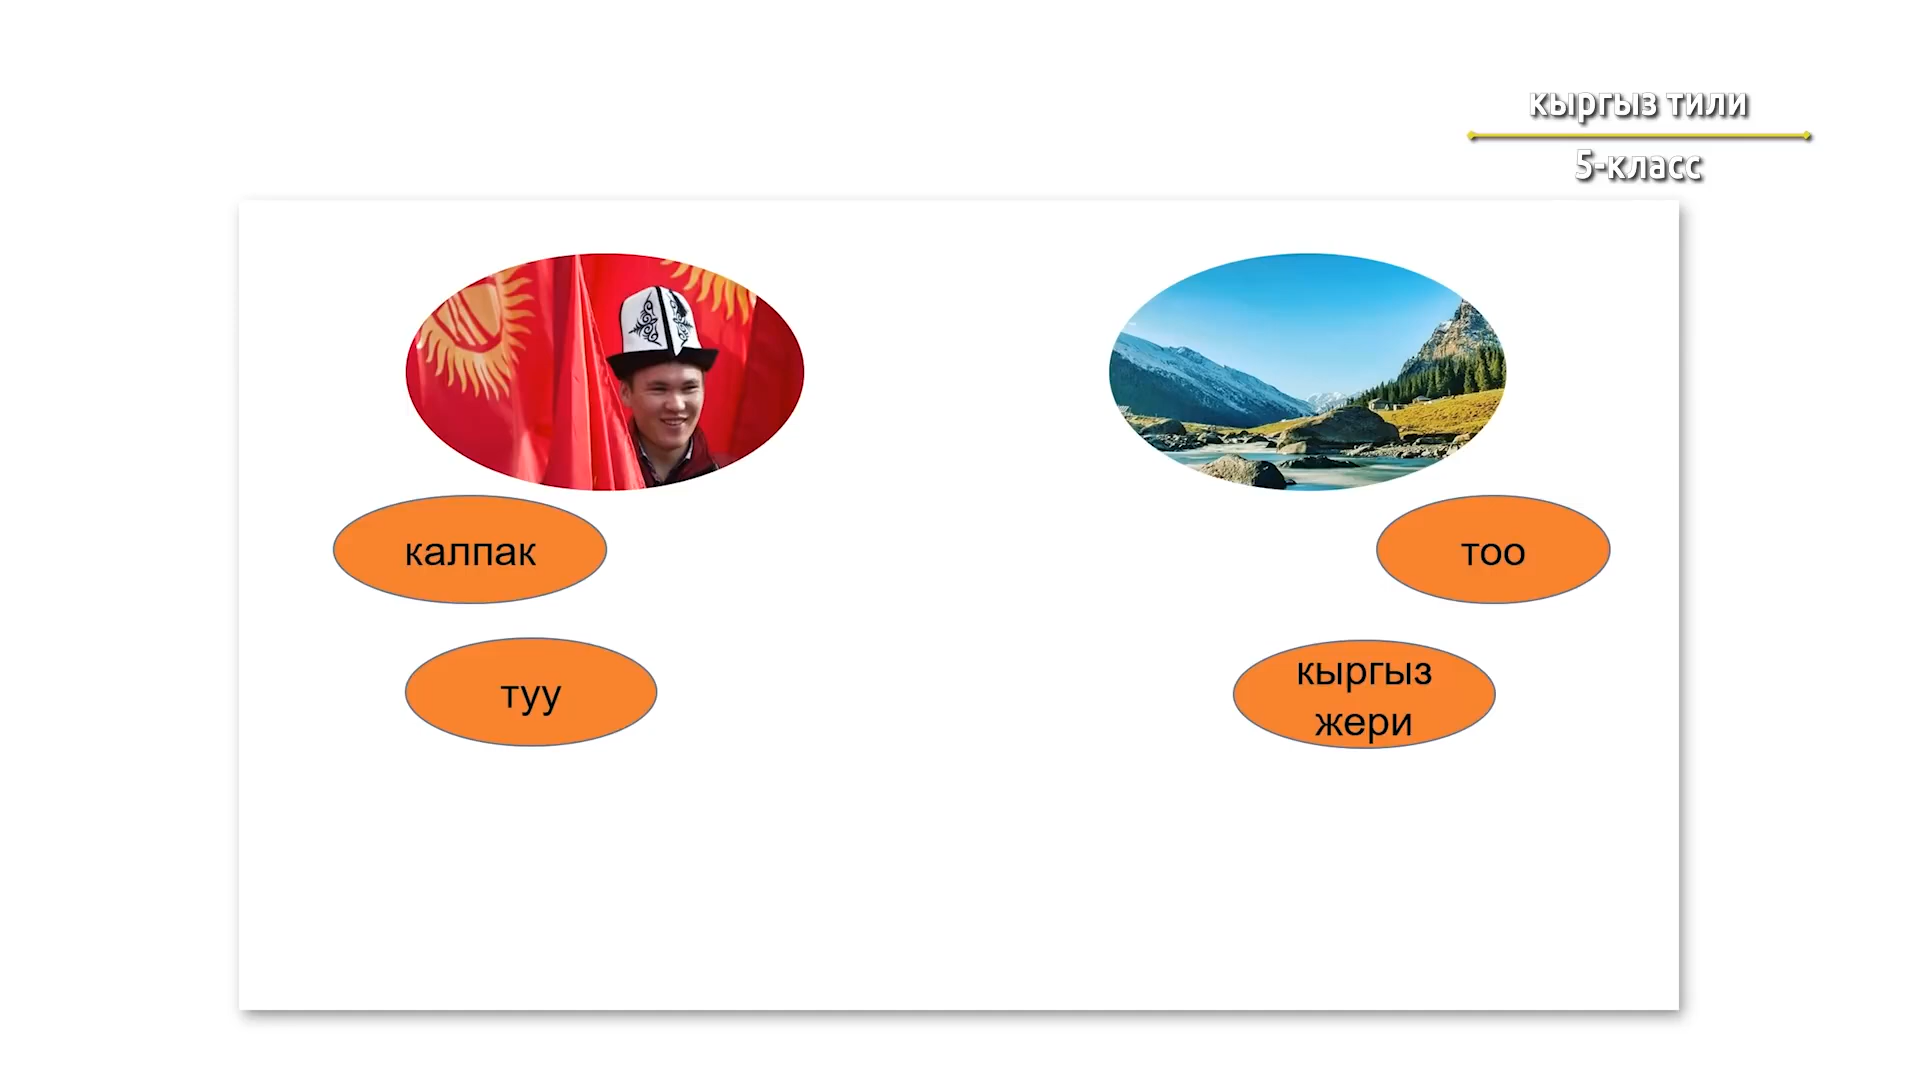 кыргыз тили
5-класс
калпак
тоо
туу
кыргыз
жери